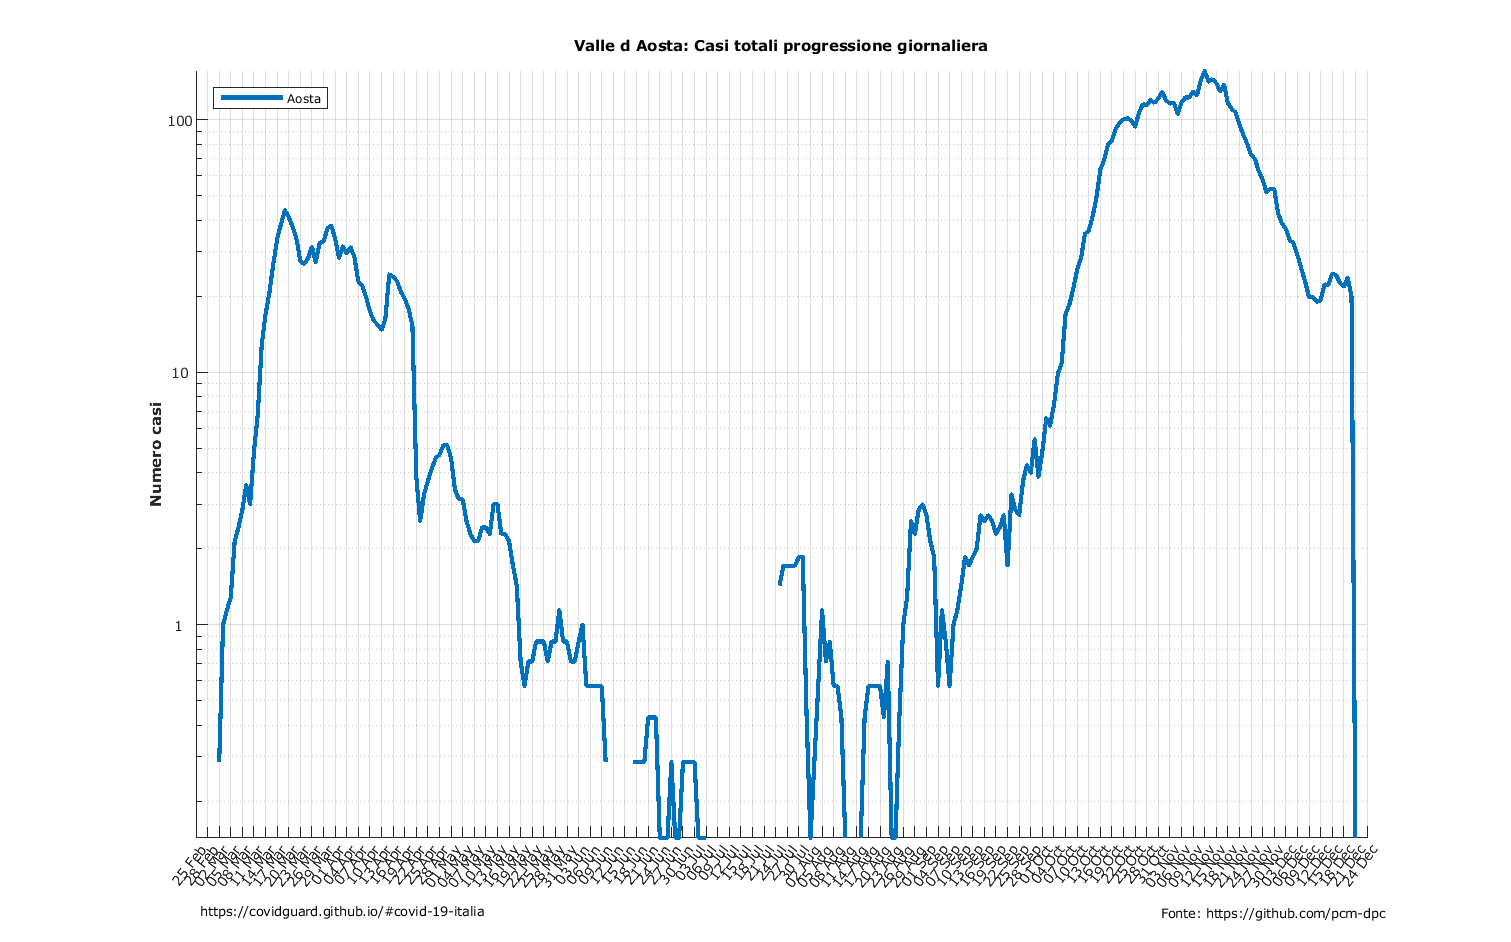 Valle d Aosta: Casi totali progressione giornaliera
Aosta
100
10
1
Numero casi
25 Feb
28 Feb
02 Mar
05 Mar
08 Mar
11 Mar
14 Mar
17 Mar
20 Mar
23 Mar
26 Mar
29 Mar
01 Apr
04 Apr
07 Apr
10 Apr
13 Apr
16 Apr
19 Apr
22 Apr
25 Apr
28 Apr
01 May
04 May
07 May
10 May
13 May
16 May
19 May
22 May
25 May
28 May
31 May
03 Jun
06 Jun
09 Jun
12 Jun
15 Jun
18 Jun
21 Jun
24 Jun
27 Jun
30 Jun
03 Jul
06 Jul
09 Jul
12 Jul
15 Jul
18 Jul
21 Jul
24 Jul
27 Jul
30 Jul
02 Aug
05 Aug
08 Aug
11 Aug
14 Aug
17 Aug
20 Aug
23 Aug
26 Aug
29 Aug
01 Sep
04 Sep
07 Sep
10 Sep
13 Sep
16 Sep
19 Sep
22 Sep
25 Sep
28 Sep
01 Oct
04 Oct
07 Oct
10 Oct
13 Oct
16 Oct
19 Oct
22 Oct
25 Oct
28 Oct
31 Oct
03 Nov
06 Nov
09 Nov
12 Nov
15 Nov
18 Nov
21 Nov
24 Nov
27 Nov
30 Nov
03 Dec
06 Dec
09 Dec
12 Dec
15 Dec
18 Dec
21 Dec
24 Dec
https://covidguard.github.io/#covid-19-italia
Fonte: https://github.com/pcm-dpc